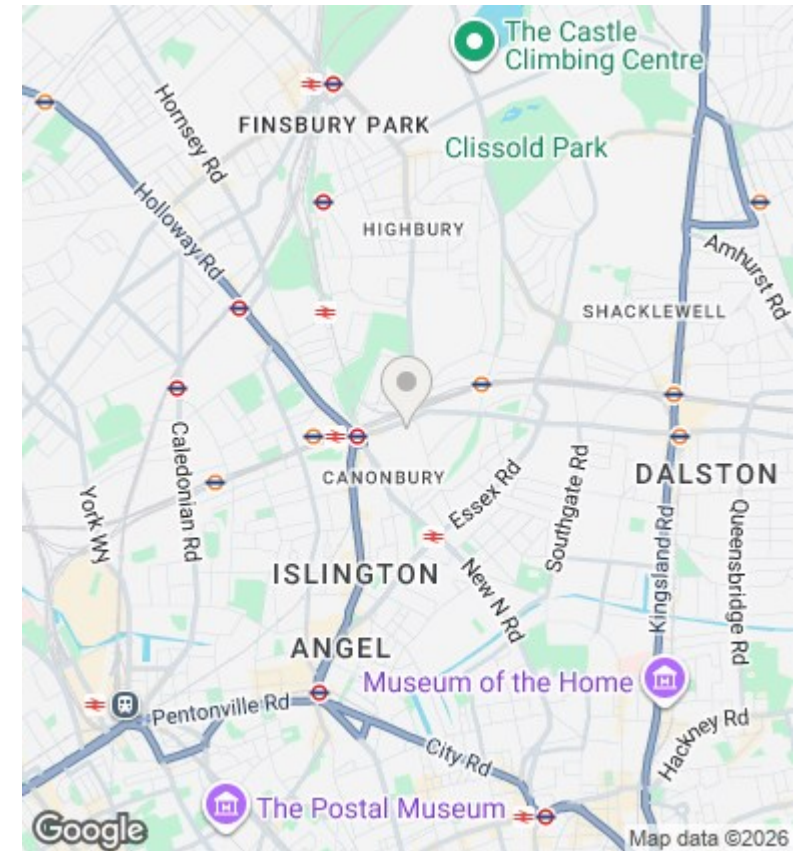 The Castle
Climbing Centre
Hornsey Rd
FINSBURY PARK
Clissold Park
Holloway Rd
HIGHBURY
Amhurst Rd
SHACKLEWELL
Caledonian Rd
CANONBURY
Essex Rd
Southgate Rd
DALSTON
York WY
Queensbridge Rd
ISLINGTON
New N Rd
Kingsland Rd
ANGEL
Museum of the Home
Pentonville Rd
City Rd
Hackney Rd
The Postal Museum
Google
Map data ©2026